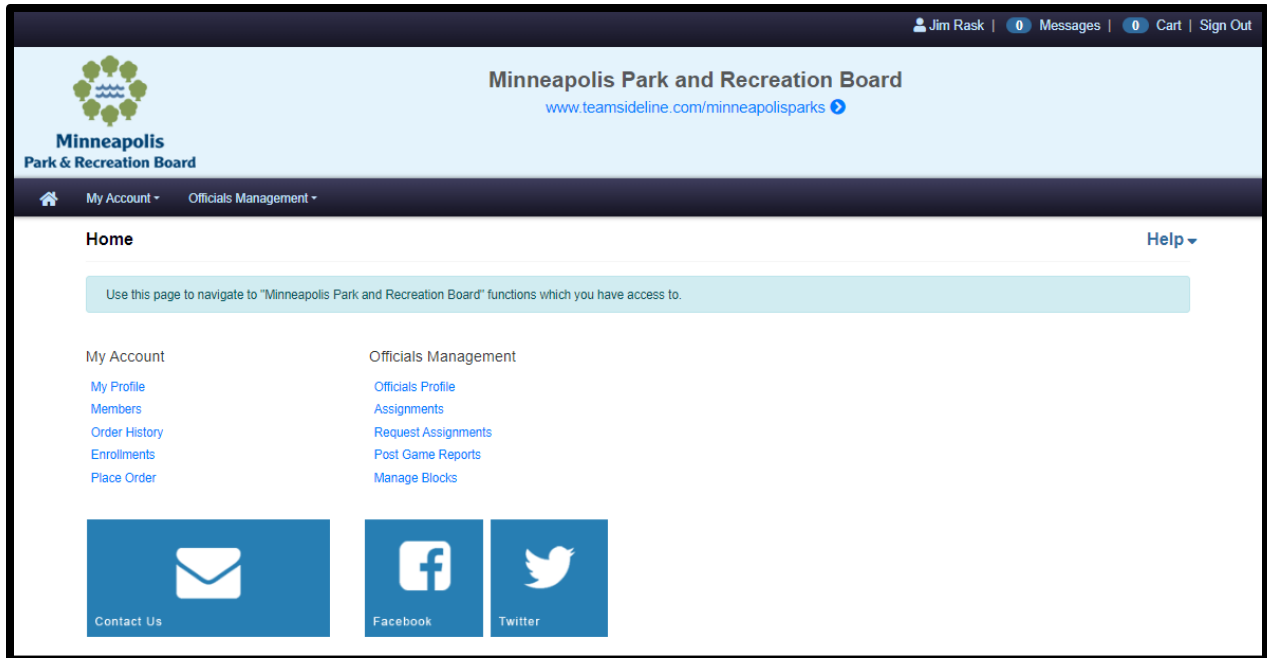 Jim Rask | 0 Messages | 0 Cart | Sign Out
Minneapolis
Park & Recreation Board
Minneapolis Park and Recreation Board
www.teamsideline.com/minneapolisparks
My Account Officials Management
Home Help
Use this page to navigate to "Minneapolis Park and Recreation Board" functions which you have access to.
My Account
My Profile
Members
Order History
Enrollments
Place Order
Officials Management
Officials Profile
Assignments
Request Assignments
Post Game Reports
Manage Blocks
Contact Us
Facebook
Twitter